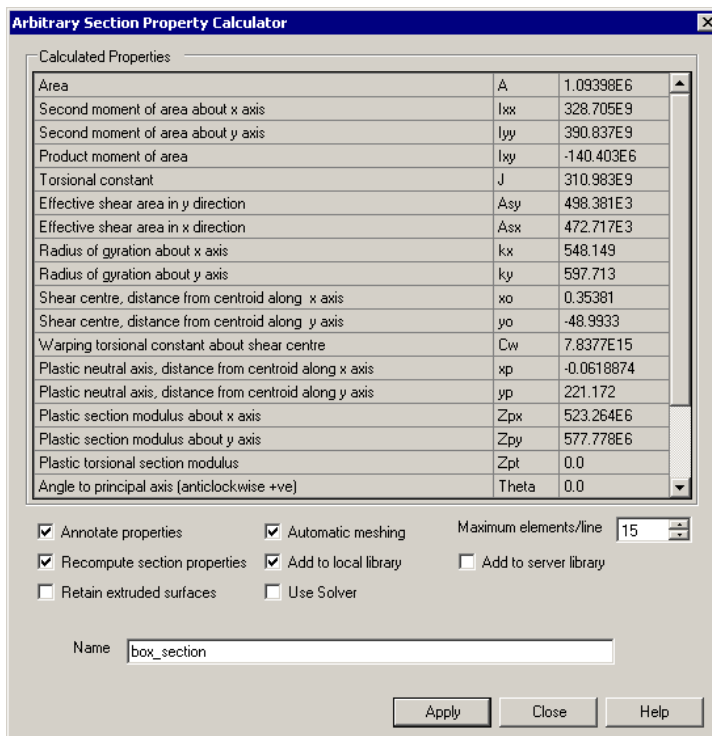 Arbitrary Section Property Calculator
Calculated Properties
Area A 1.09398E6
Second moment of area about x axis Ixx 328.705E9
Second moment of area about y axis Iyy 390.837E9
Product moment of area Ixy -140.403E6
Torsional constant J 310.983E9
Effective shear area in y direction Asy 498.381E3
Effective shear area in x direction Asx 472.717E3
Radius of gyration about x axis kx 548.149
Radius of gyration about y axis ky 597.713
Shear centre, distance from centroid along x axis xo 0.35381
Shear centre, distance from centroid along y axis yo -48.9933
Warping torsional constant about shear centre Cw 7.8377E15
Plastic neutral axis, distance from centroid along x axis xp -0.0618874
Plastic neutral axis, distance from centroid along y axis yp 221.172
Plastic section modulus about x axis Zpx 523.264E6
Plastic section modulus about y axis Zpy 577.778E6
Plastic torsional section modulus Zpt 0.0
Angle to principal axis (anticlockwise +ve) Theta 0.0
Annotate properties Automatic meshing Maximum elements/line 15
Recompute section properties Add to local library Add to server library
Retain extruded surfaces Use Solver
Name box_section
Apply Close Help